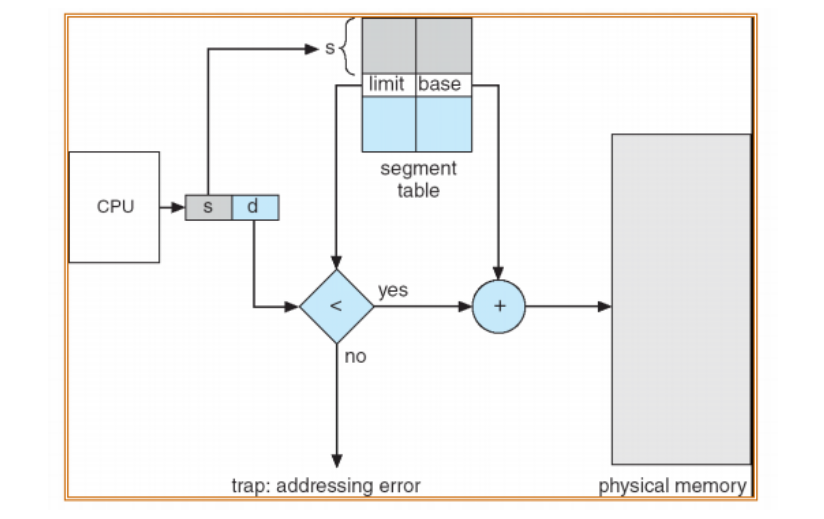 s
limit base
segment
table
CPU
s d
<
yes
+
no
trap: addressing error
physical memory